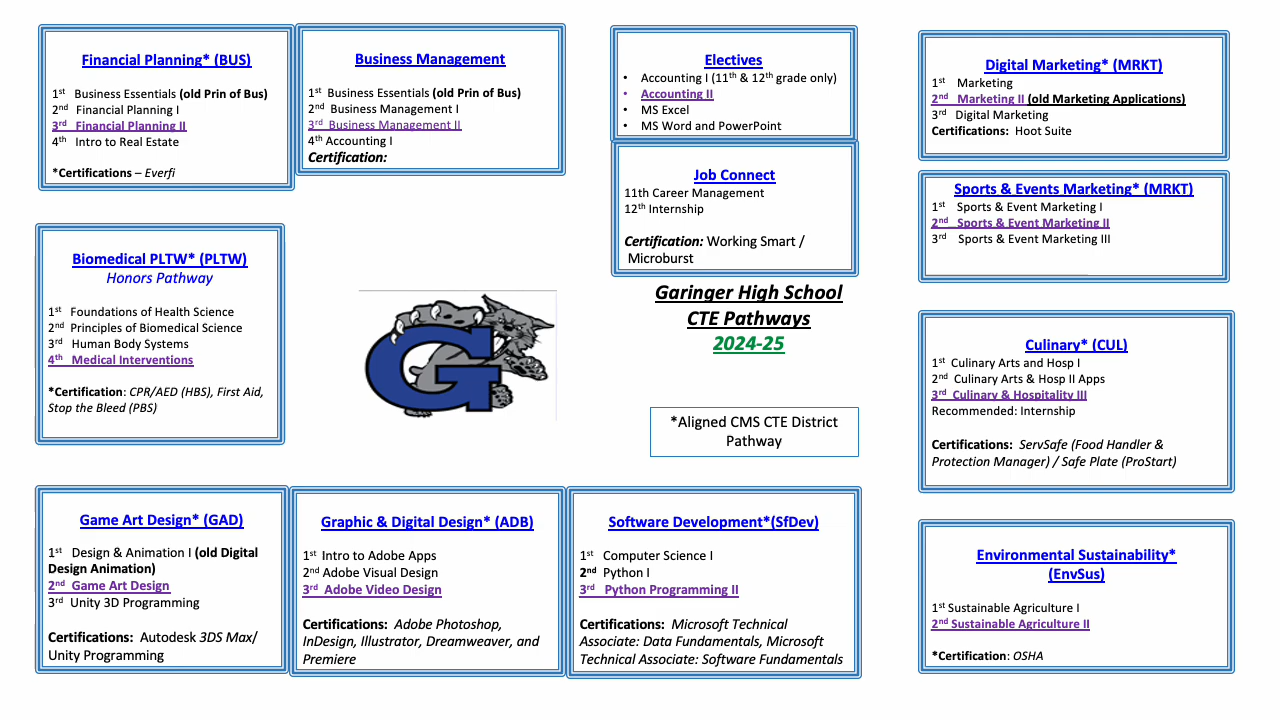 Financial Planning* (BUS)
1st Business Essentials (old Prin of Bus)
2nd Financial Planning I
3rd Financial Planning II
4th Intro to Real Estate
*Certifications – Everfi
Business Management
1st Business Essentials (old Prin of Bus)
2nd Business Management I
3rd Business Management II
4th Accounting I
Certification:
Electives
• Accounting I (11th & 12th grade only)
• Accounting II
• MS Excel
• MS Word and PowerPoint
Job Connect
11th Career Management
12th Internship
Certification: Working Smart /
Microburst
Digital Marketing* (MRKT)
1st Marketing
2nd Marketing II (old Marketing Applications)
3rd Digital Marketing
Certifications: Hoot Suite
Sports & Events Marketing* (MRKT)
1st Sports & Event Marketing I
2nd Sports & Event Marketing II
3rd Sports & Event Marketing III
Biomedical PLTW* (PLTW)
Honors Pathway
1st Foundations of Health Science
2nd Principles of Biomedical Science
3rd Human Body Systems
4th Medical Interventions
*Certification: CPR/AED (HBS), First Aid,
Stop the Bleed (PBS)
G
Garinger High School
CTE Pathways
2024-25
*Aligned CMS CTE District
Pathway
Culinary* (CUL)
1st Culinary Arts and Hosp I
2nd Culinary Arts & Hosp II Apps
3rd Culinary & Hospitality III
Recommended: Internship
Certifications: ServSafe (Food Handler &
Protection Manager) / Safe Plate (ProStart)
Game Art Design* (GAD)
1st Design & Animation I (old Digital
Design Animation)
2nd Game Art Design
3rd Unity 3D Programming
Certifications: Autodesk 3DS Max/
Unity Programming
Graphic & Digital Design* (ADB)
1st Intro to Adobe Apps
2nd Adobe Visual Design
3rd Adobe Video Design
Certifications: Adobe Photoshop,
InDesign, Illustrator, Dreamweaver, and
Premiere
Software Development*(SfDev)
1st Computer Science I
2nd Python I
3rd Python Programming II
Certifications: Microsoft Technical
Associate: Data Fundamentals, Microsoft
Technical Associate: Software Fundamentals
Environmental Sustainability*
(EnvSus)
1st Sustainable Agriculture I
2nd Sustainable Agriculture II
*Certification: OSHA